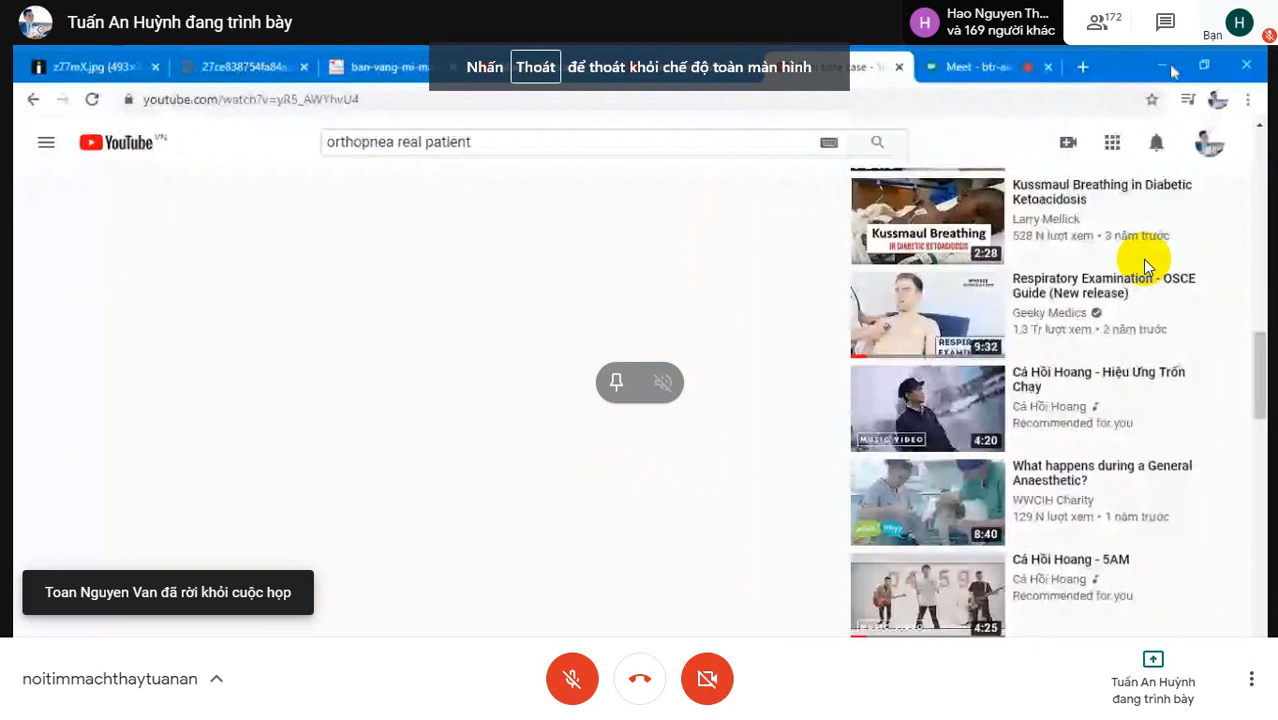 Tuấn An Huỳnh đang trình bày
Hao Nguyen Th...
và 169 người khác
172
H
H
Bạn
z77mX.jpg (493×
27ce838754fa84a
ban-vang-mi-ma
Nhấn Thoát để thoát khỏi chế độ toàn màn hình
time case -
Meet - btr-
youtube.com/watch?v=
YouTube VN
orthopnea real patient
Kussmaul Breathing
IN DIABETIC KETOACIDOSIS
2:28
Kussmaul Breathing in Diabetic
Ketoacidosis
Larry Mellick
528 N lượt xem • 3 năm trước
9:32
Respiratory Examination - OSCE
Guide (New release)
Geeky Medics
1,3 Tr lượt xem • 2 năm trước
MUSIC VIDEO
4:20
Cá Hồi Hoang - Hiệu Ứng Trốn
Chạy
Cá Hồi Hoang
Recommended for you
8:40
What happens during a General
Anaesthetic?
WWCIH Charity
129 N lượt xem • 1 năm trước
04:59
4:25
Cá Hồi Hoang - 5AM
Cá Hồi Hoang
Recommended for you
Toan Nguyen Van đã rời khỏi cuộc họp
noitimmachthaytuanan
Tuấn An Huỳnh
đang trình bày